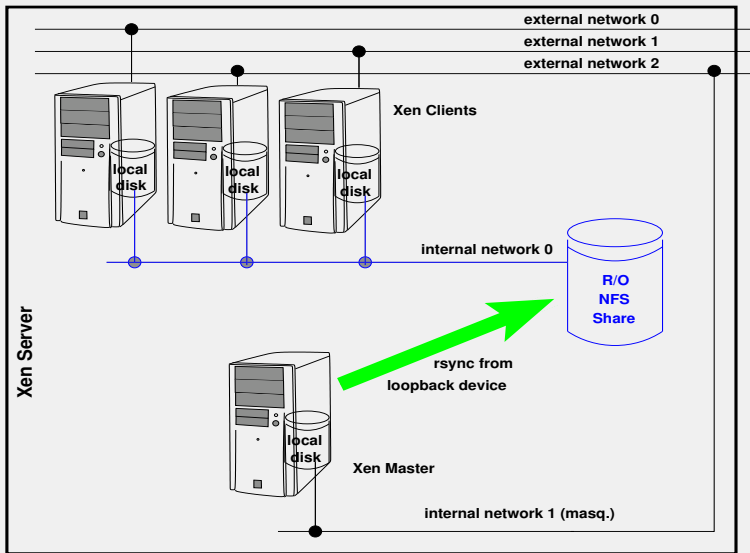 external network 0
external network 1
external network 2
Xen Clients
local
disk
local
disk
local
disk
internal network 0
R/O
NFS
Share
Xen Server
rsync from
loopback device
local
disk
Xen Master
internal network 1 (masq.)